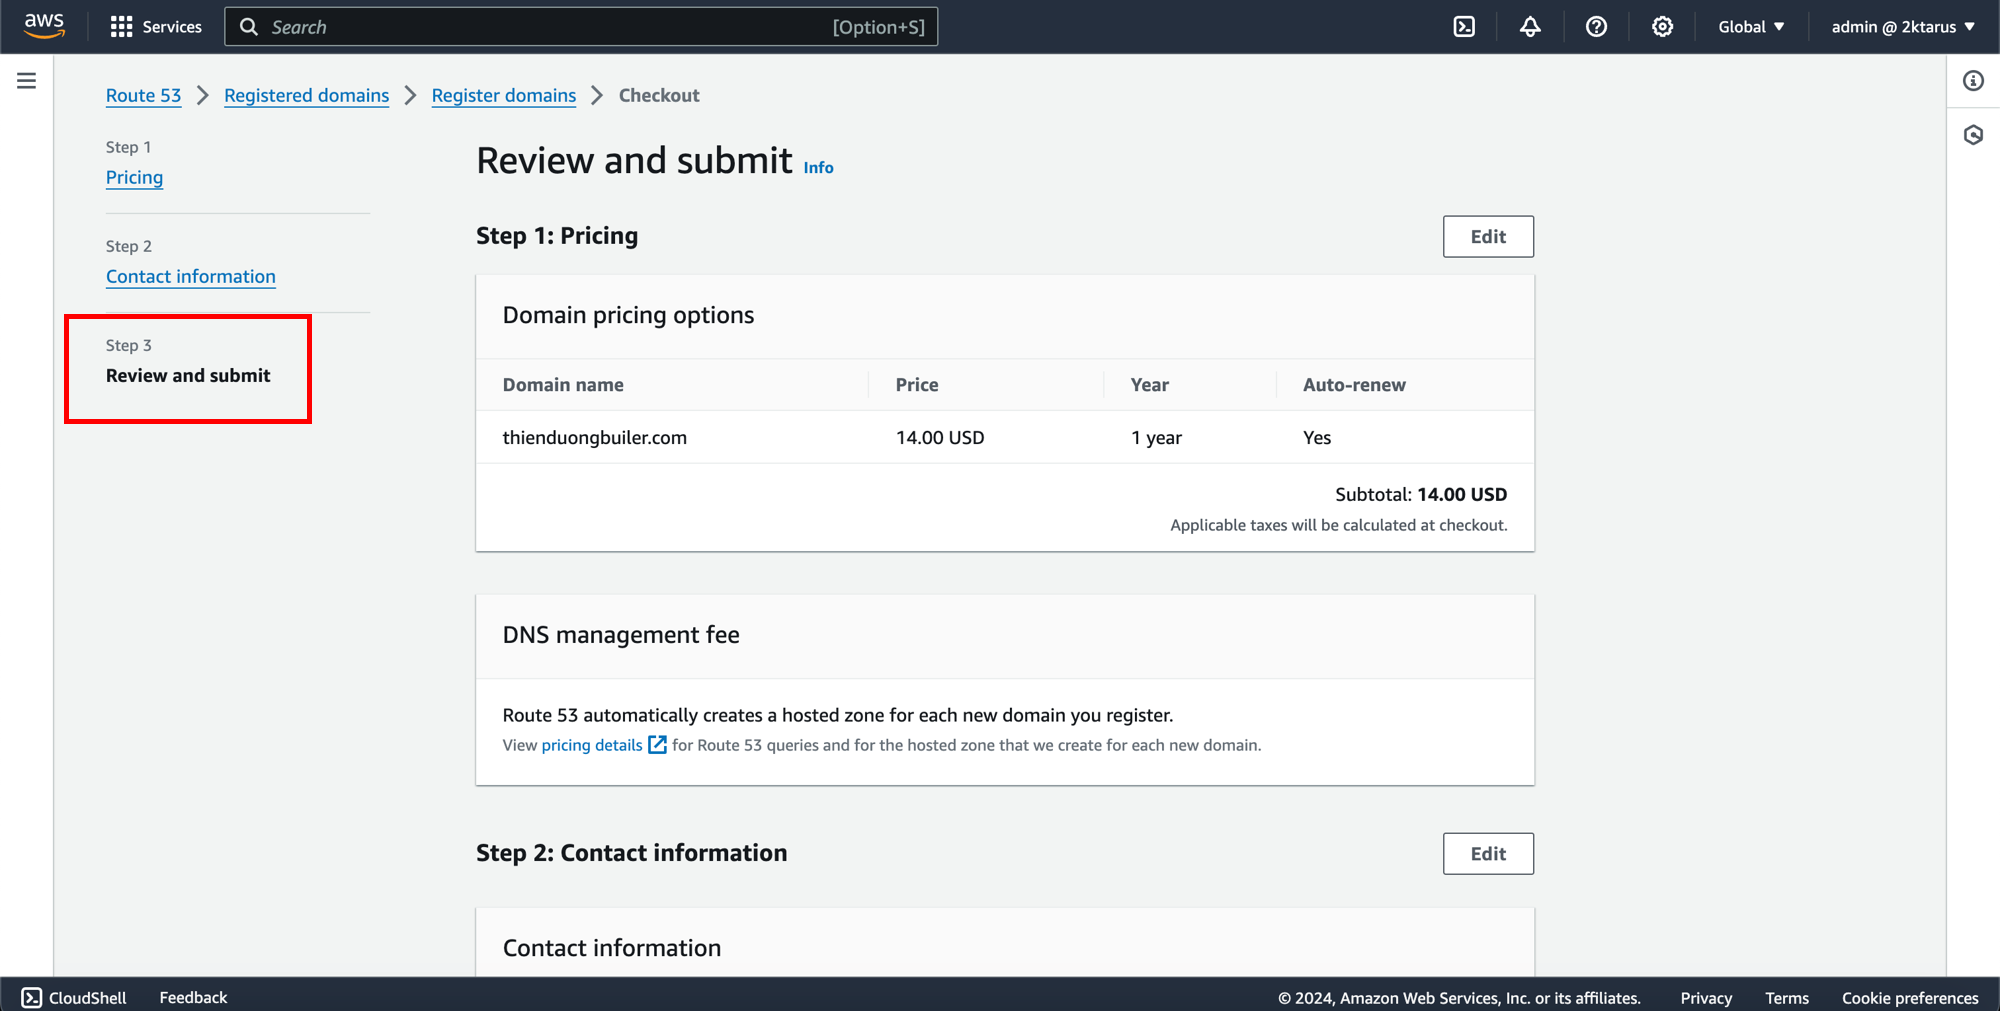 aws
Services
Search
[Option+S]
Global
admin @ 2ktarus
Route 53
Registered domains
Register domains
Checkout
Step 1
Pricing
Step 2
Contact information
Step 3
Review and submit
Review and submit Info
Step 1: Pricing
Edit
Domain pricing options
Domain name Price Year Auto-renew
thienduongbuiler.com 14.00 USD 1 year Yes
Subtotal: 14.00 USD
Applicable taxes will be calculated at checkout.
DNS management fee
Route 53 automatically creates a hosted zone for each new domain you register.
View pricing details for Route 53 queries and for the hosted zone that we create for each new domain.
Step 2: Contact information
Edit
Contact information
CloudShell
Feedback
© 2024, Amazon Web Services, Inc. or its affiliates.
Privacy
Terms
Cookie preferences